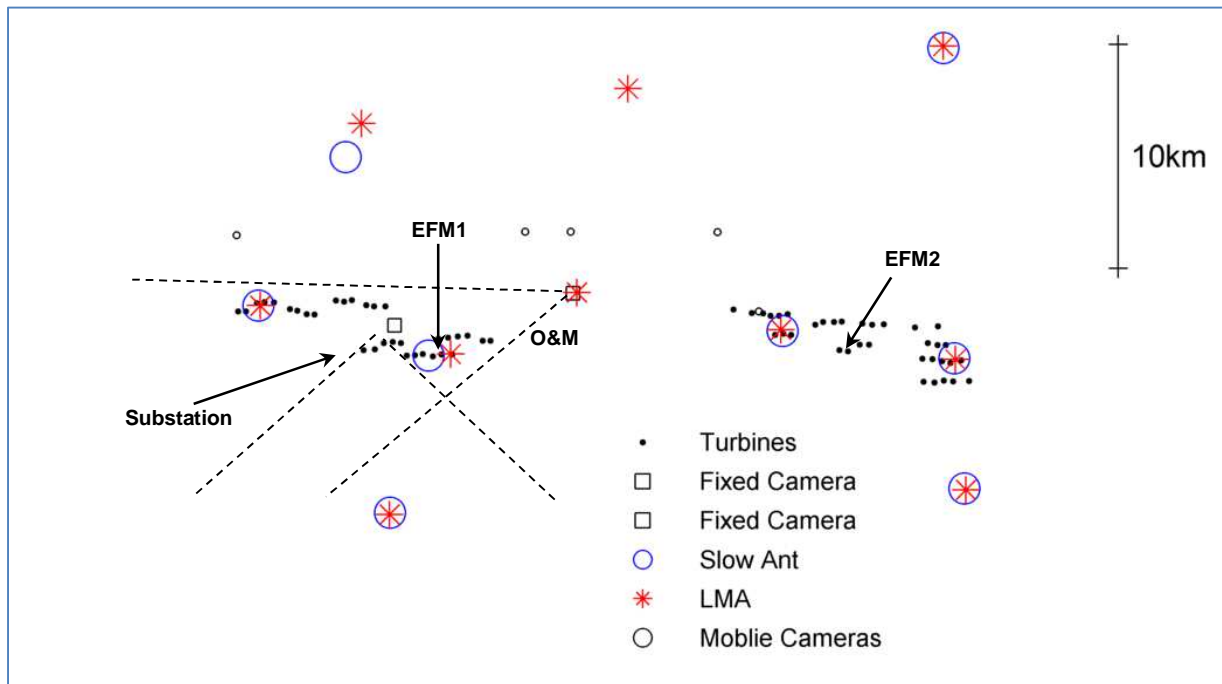 10km
EFM1
EFM2
O&M
Substation
Turbines
Fixed Camera
Fixed Camera
Slow Ant
LMA
Moblie Cameras